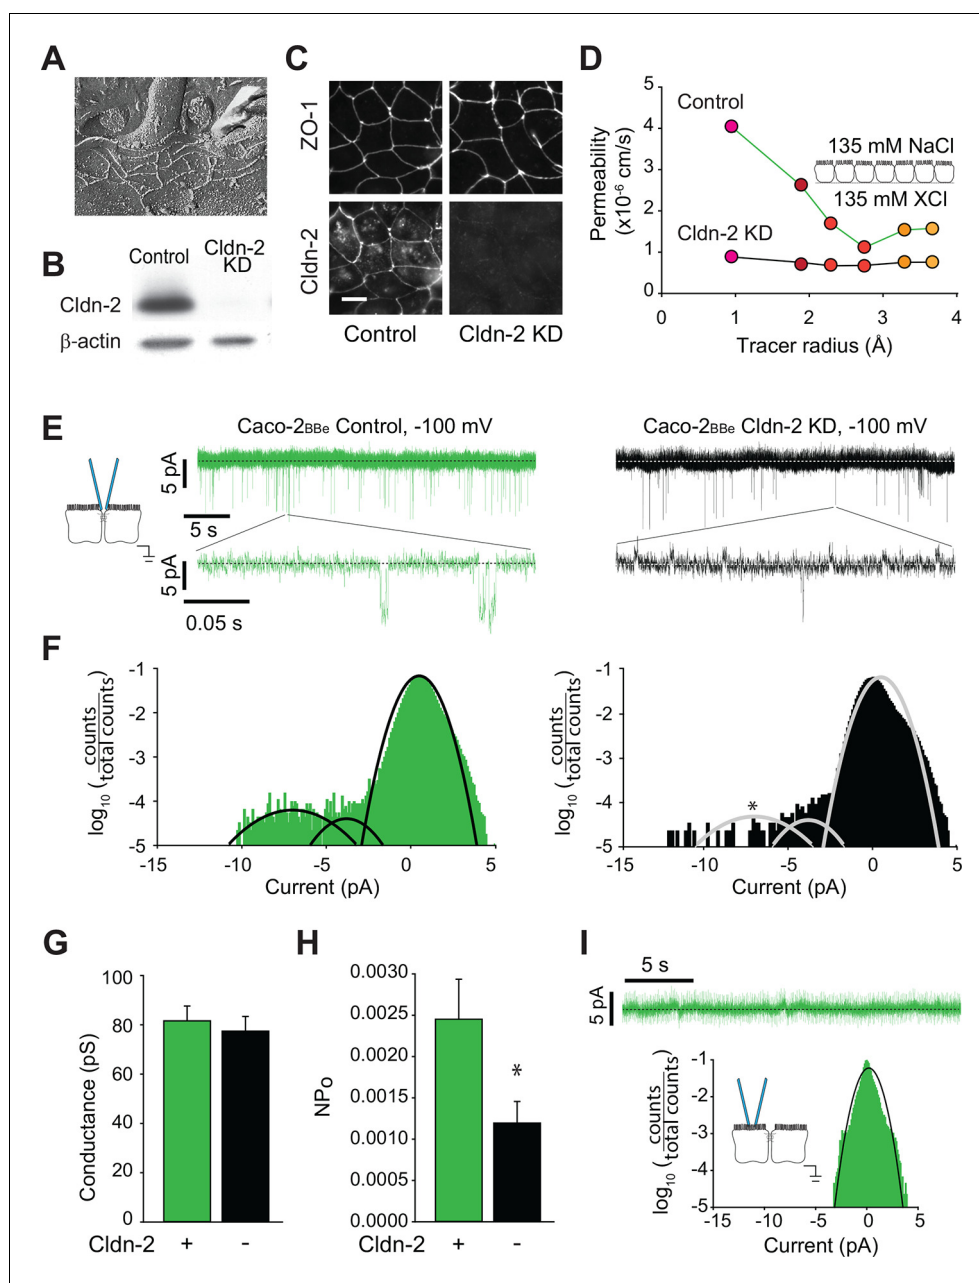 A
B
Control
Cldn-2
KD
Cldn-2
β-actin
C
ZO-1
Cldn-2
Control
Cldn-2 KD
D
Permeability
(x10⁻⁶ cm/s)
5
4
3
2
1
0
Control
Cldn-2 KD
135 mM NaCl
135 mM XCl
0
1
2
3
4
Tracer radius (Å)
E
Caco-2BBe Control, -100 mV
5 pA
5 s
5 pA
0.05 s
Caco-2BBe Cldn-2 KD, -100 mV
F
log₁₀ (counts/total counts)
-1
-2
-3
-4
-5
-15
-10
-5
0
5
Current (pA)
log₁₀ (counts/total counts)
-1
-2
-3
-4
-5
*
-15
-10
-5
0
5
Current (pA)
G
Conductance (pS)
100
80
60
40
20
0
Cldn-2
+
-
H
NPO
0.0030
0.0025
0.0020
0.0015
0.0010
0.0005
0.0000
*
Cldn-2
+
-
I
5 s
5 pA
log₁₀ (counts/total counts)
-1
-2
-3
-4
-5
-15
-10
-5
0
5
Current (pA)